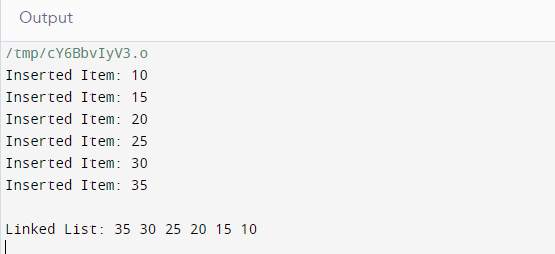 Output
/tmp/cY6BbvIyV3.o
Inserted Item: 10
Inserted Item: 15
Inserted Item: 20
Inserted Item: 25
Inserted Item: 30
Inserted Item: 35
Linked List: 35 30 25 20 15 10